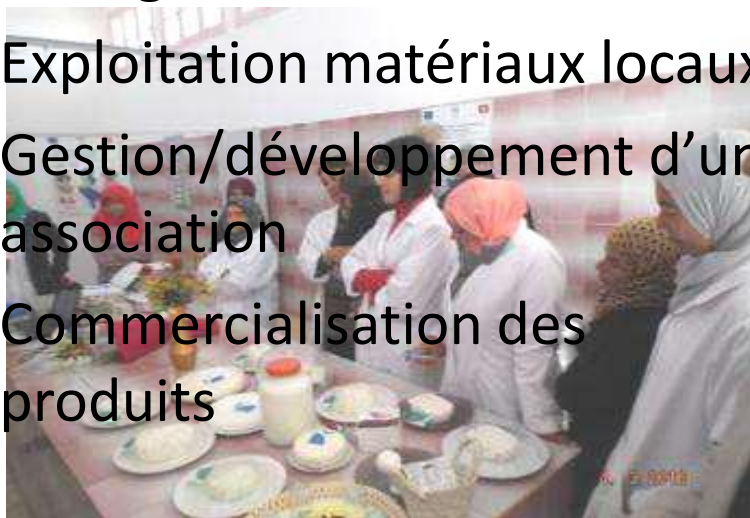 Exploitation matériaux locaux
Gestion/développement d'un
association
Commercialisation des
produits